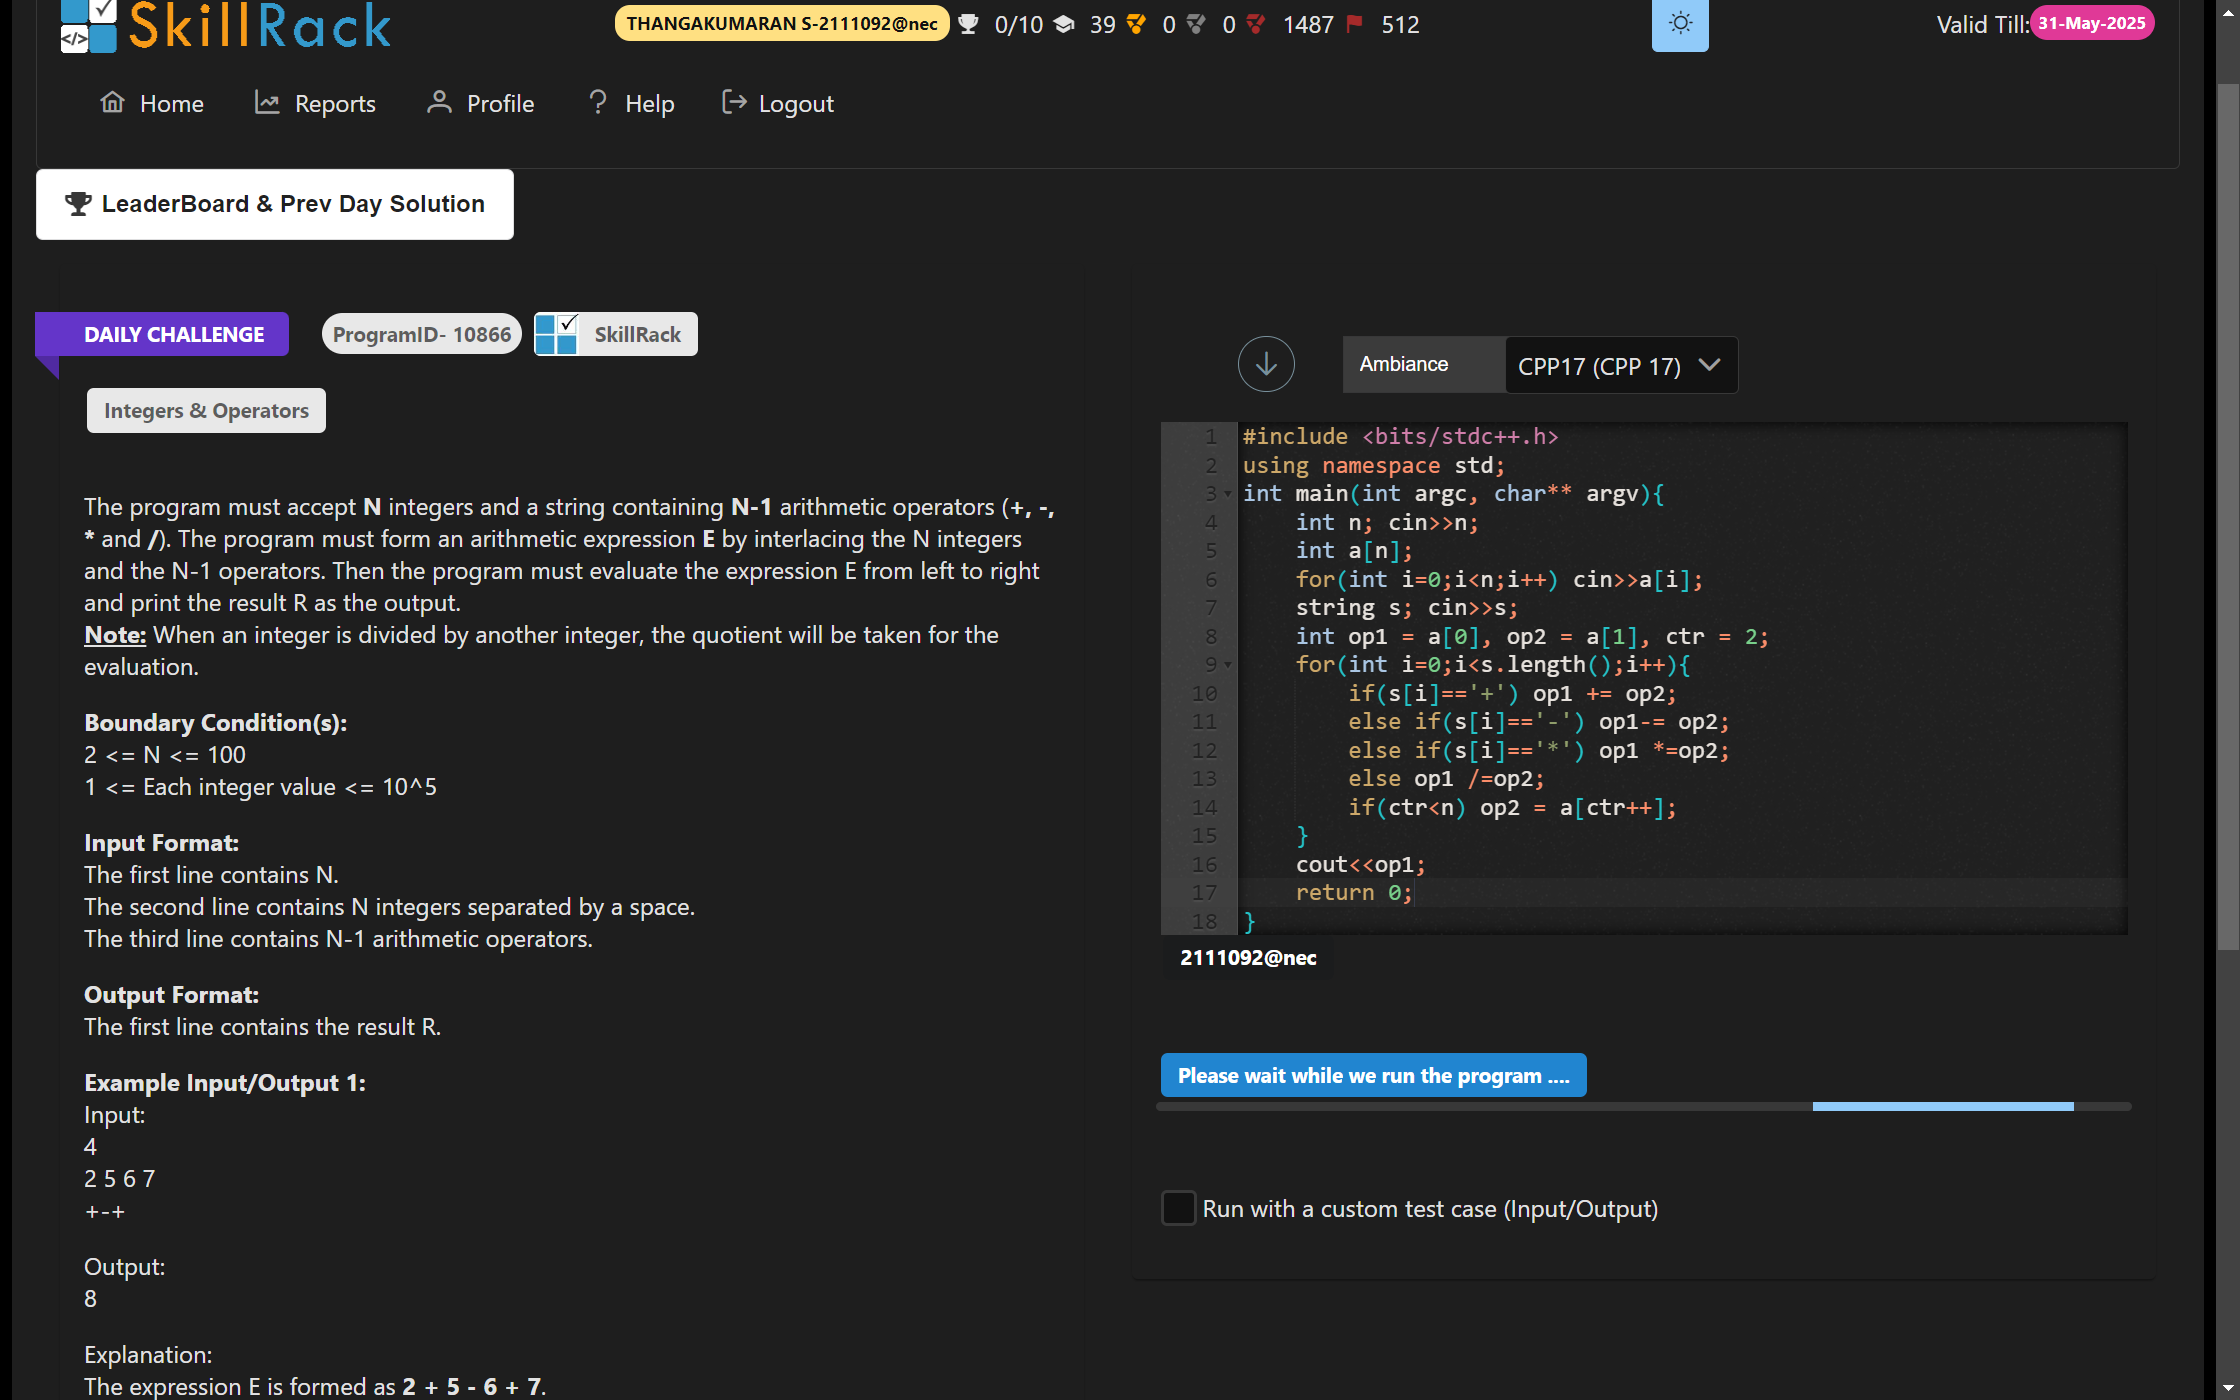 SkillRack
THANGAKUMARAN S-2111092@nec 0/10 39 0 0 1487 512
Valid Till: 31-May-2025
Home Reports Profile Help Logout
LeaderBoard & Prev Day Solution
DAILY CHALLENGE ProgramID- 10866 SkillRack
Integers & Operators
The program must accept N integers and a string containing N-1 arithmetic operators (+, -,
* and /). The program must form an arithmetic expression E by interlacing the N integers
and the N-1 operators. Then the program must evaluate the expression E from left to right
and print the result R as the output.
Note: When an integer is divided by another integer, the quotient will be taken for the
evaluation.
Boundary Condition(s):
2 <= N <= 100
1 <= Each integer value <= 10^5
Input Format:
The first line contains N.
The second line contains N integers separated by a space.
The third line contains N-1 arithmetic operators.
Output Format:
The first line contains the result R.
Example Input/Output 1:
Input:
4
2 5 6 7
+-+
Output:
8
Explanation:
The expression E is formed as 2 + 5 - 6 + 7.
Ambiance CPP17 (CPP 17)
1 #include <bits/stdc++.h>
2 using namespace std;
3 int main(int argc, char** argv){
4     int n; cin>>n;
5     int a[n];
6     for(int i=0;i<n;i++) cin>>a[i];
7     string s; cin>>s;
8     int op1 = a[0], op2 = a[1], ctr = 2;
9     for(int i=0;i<s.length();i++){
10         if(s[i]=='+') op1 += op2;
11         else if(s[i]=='-') op1-= op2;
12         else if(s[i]=='*') op1 *=op2;
13         else op1 /=op2;
14         if(ctr<n) op2 = a[ctr++];
15     }
16     cout<<op1;
17     return 0;
18 }
2111092@nec
Please wait while we run the program ....
Run with a custom test case (Input/Output)